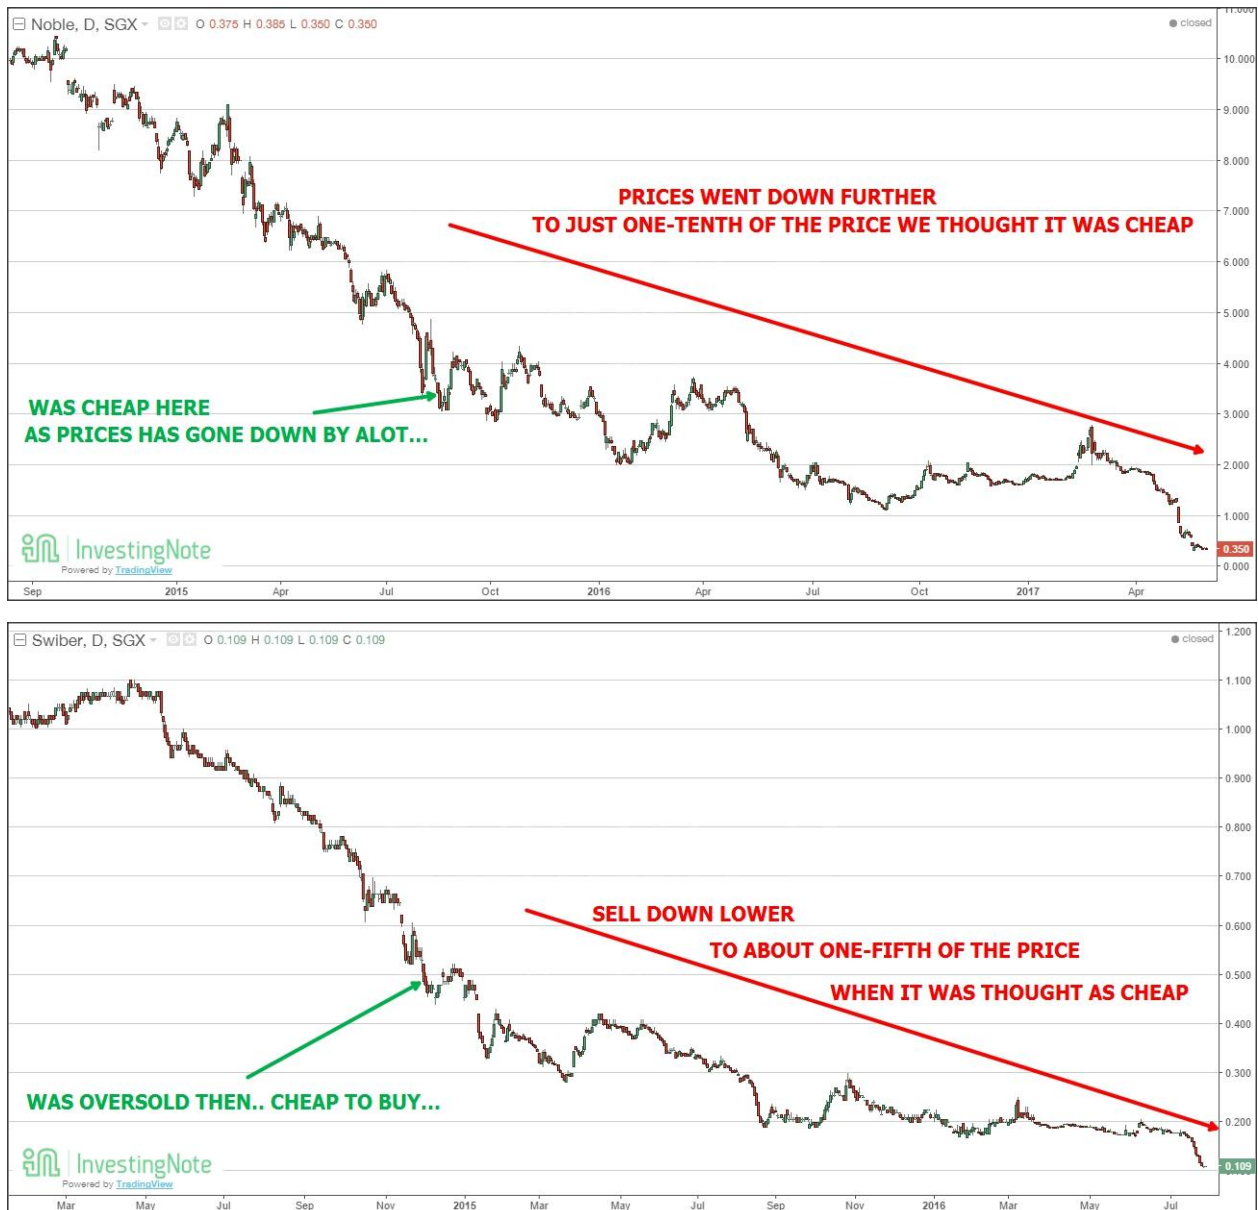 Noble, D, SGX O 0.375 H 0.385 L 0.350 C 0.350
closed
11.000
10.000
9.000
8.000
PRICES WENT DOWN FURTHER
TO JUST ONE-TENTH OF THE PRICE WE THOUGHT IT WAS CHEAP
7.000
6.000
5.000
4.000
WAS CHEAP HERE
AS PRICES HAS GONE DOWN BY ALOT...
3.000
2.000
1.000
InvestingNote
Powered by TradingView
0.350
0.000
Sep 2015 Apr Jul Oct 2016 Apr Jul Oct 2017 Apr
Swiber, D, SGX O 0.109 H 0.109 L 0.109 C 0.109
closed
1.200
1.100
1.000
0.900
0.800
0.700
SELL DOWN LOWER
0.600
TO ABOUT ONE-FIFTH OF THE PRICE
0.500
WHEN IT WAS THOUGHT AS CHEAP
0.400
0.300
WAS OVERSOLD THEN.. CHEAP TO BUY...
0.200
InvestingNote
Powered by TradingView
0.109
Mar May Jul Sep Nov 2015 Mar May Jul Sep Nov 2016 Mar May Jul